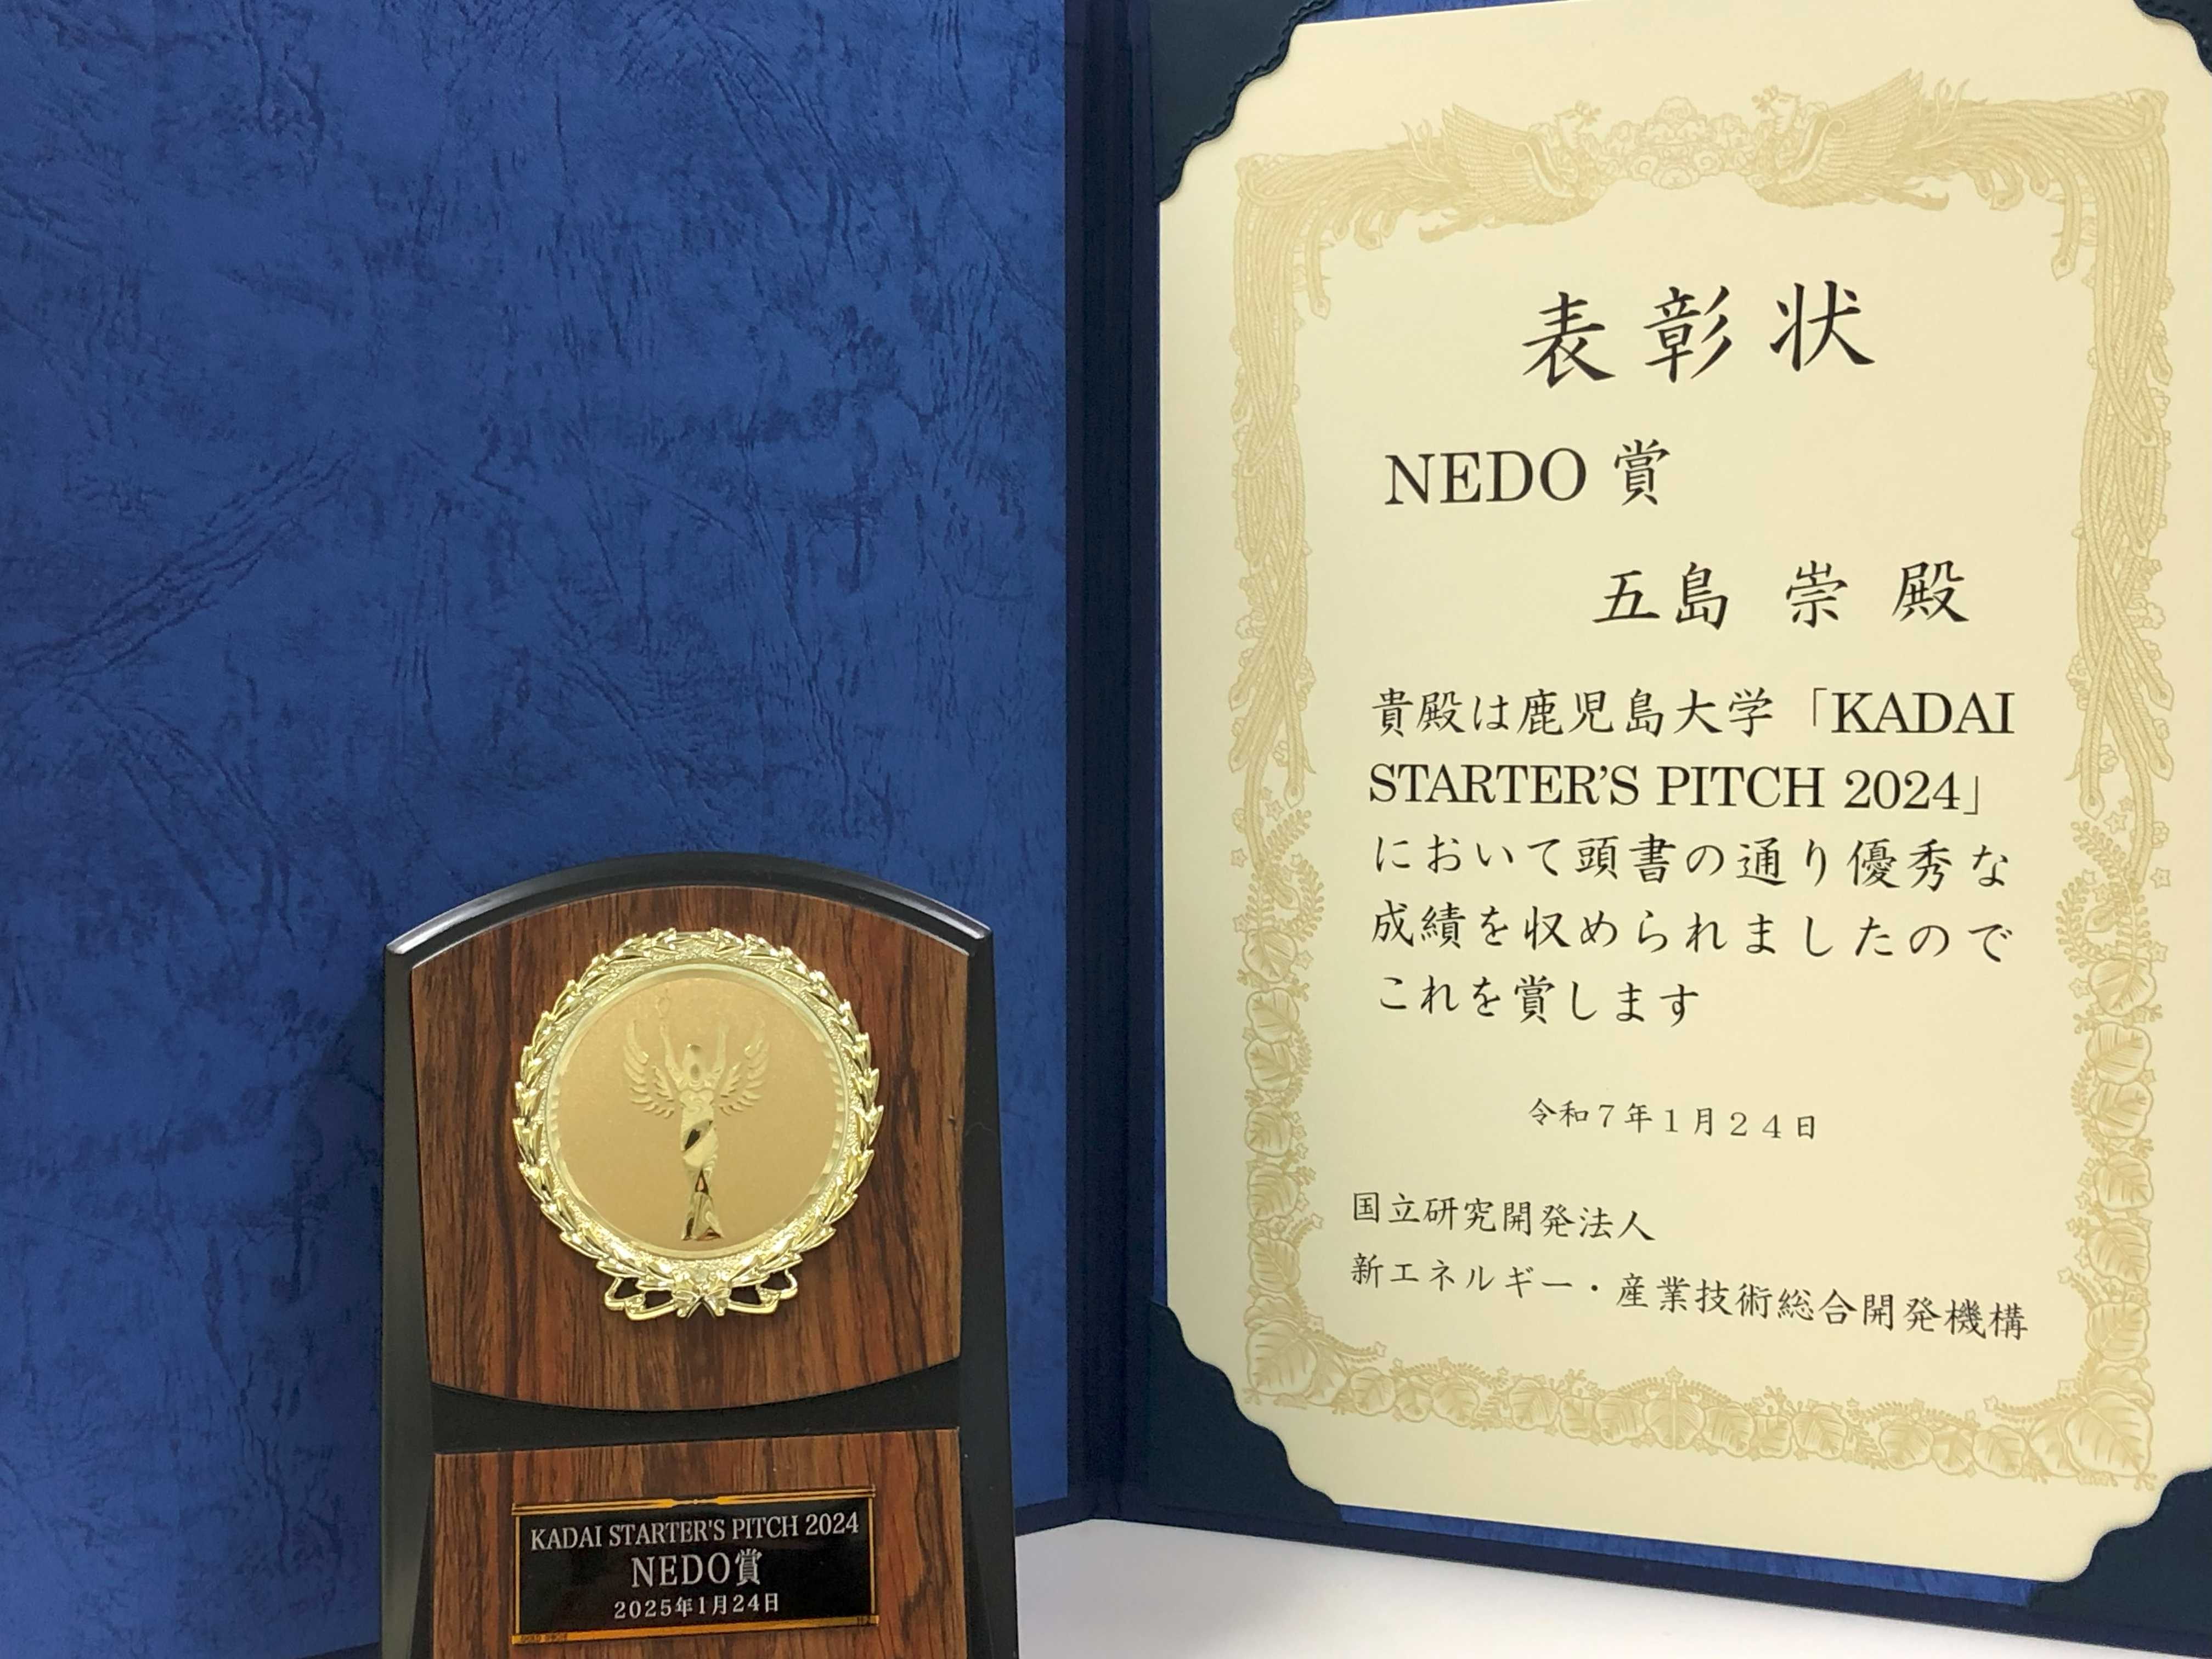 表彰状
NEDO 賞
五島 崇 殿
貴殿は鹿児島大学「KADAI
STARTER'S PITCH 2024」
において頭書の通り優秀な
成績を収められましたので
これを賞します
令和7年1月24日
国立研究開発法人
新エネルギー・産業技術総合開発機構
KADAI STARTER'S PITCH 2024
NEDO賞
2025年1月24日